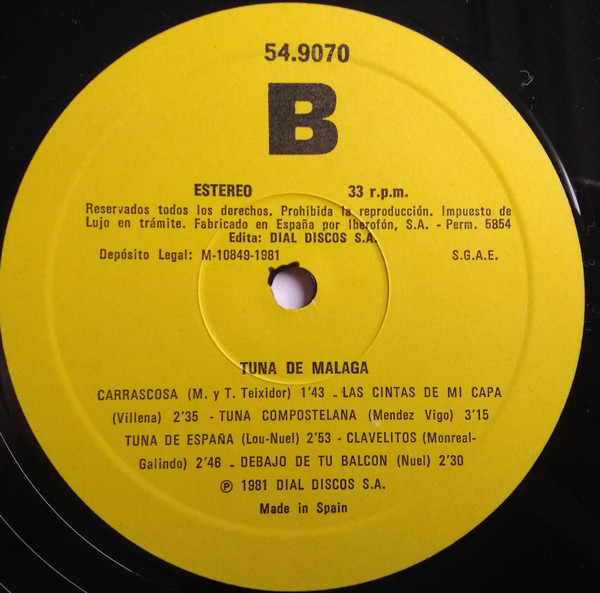 54.9070
B
ESTEREO 33 r.p.m.
Reservados todos los derechos. Prohibida la reproducción. Impuesto de
Lujo en trámite. Fabricado en España por Iberofón, S.A. - Perm. 5854
Edita: DIAL DISCOS S.A.
Depósito Legal: M-10849-1981 S.G.A.E.
TUNA DE MALAGA
CARRASCOSA (M. y T. Teixidor) 1'43 - LAS CINTAS DE MI CAPA
(Villena) 2'35 - TUNA COMPOSTELANA (Mendez Vigo) 3'15
TUNA DE ESPAÑA (Lou-Nuel) 2'53 - CLAVELITOS (Monreal-
Galindo) 2'46 - DEBAJO DE TU BALCON (Nuel) 2'30
℗ 1981 DIAL DISCOS S.A.
Made in Spain